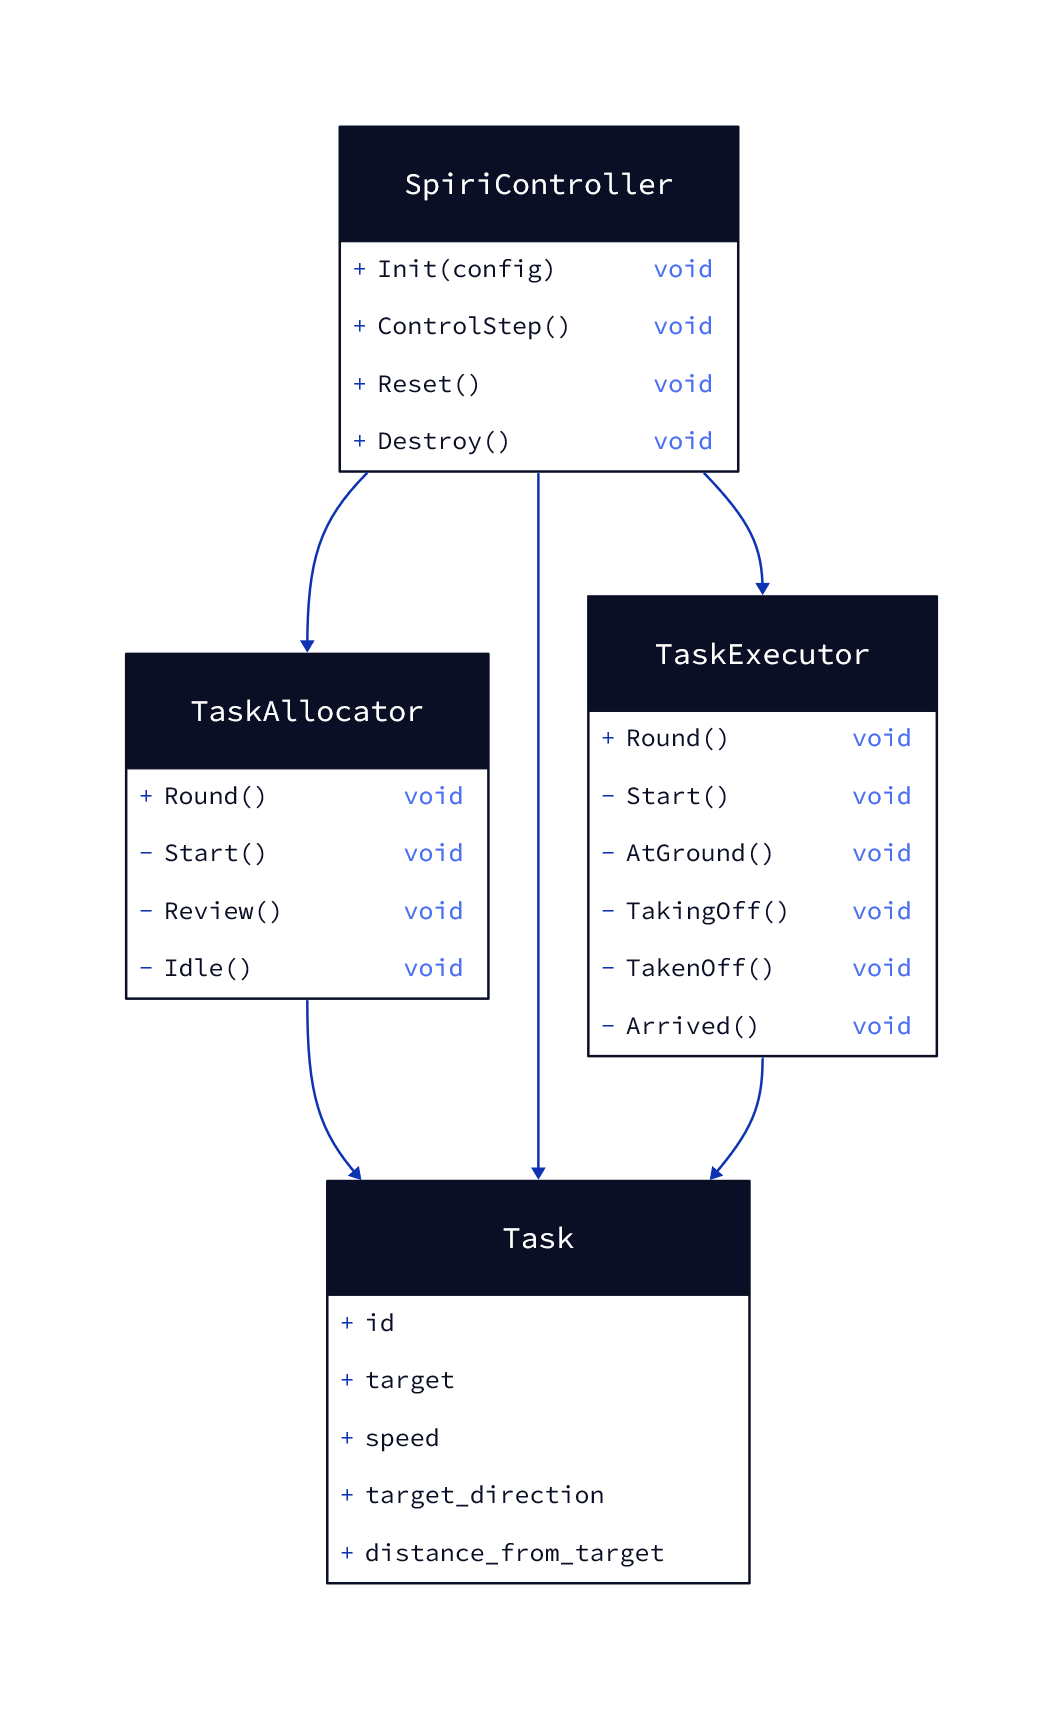 SpiriController
+ Init(config) void
+ ControlStep() void
+ Reset() void
+ Destroy() void
TaskAllocator
+ Round() void
− Start() void
− Review() void
− Idle() void
TaskExecutor
+ Round() void
− Start() void
− AtGround() void
− TakingOff() void
− TakenOff() void
− Arrived() void
Task
+ id
+ target
+ speed
+ target_direction
+ distance_from_target